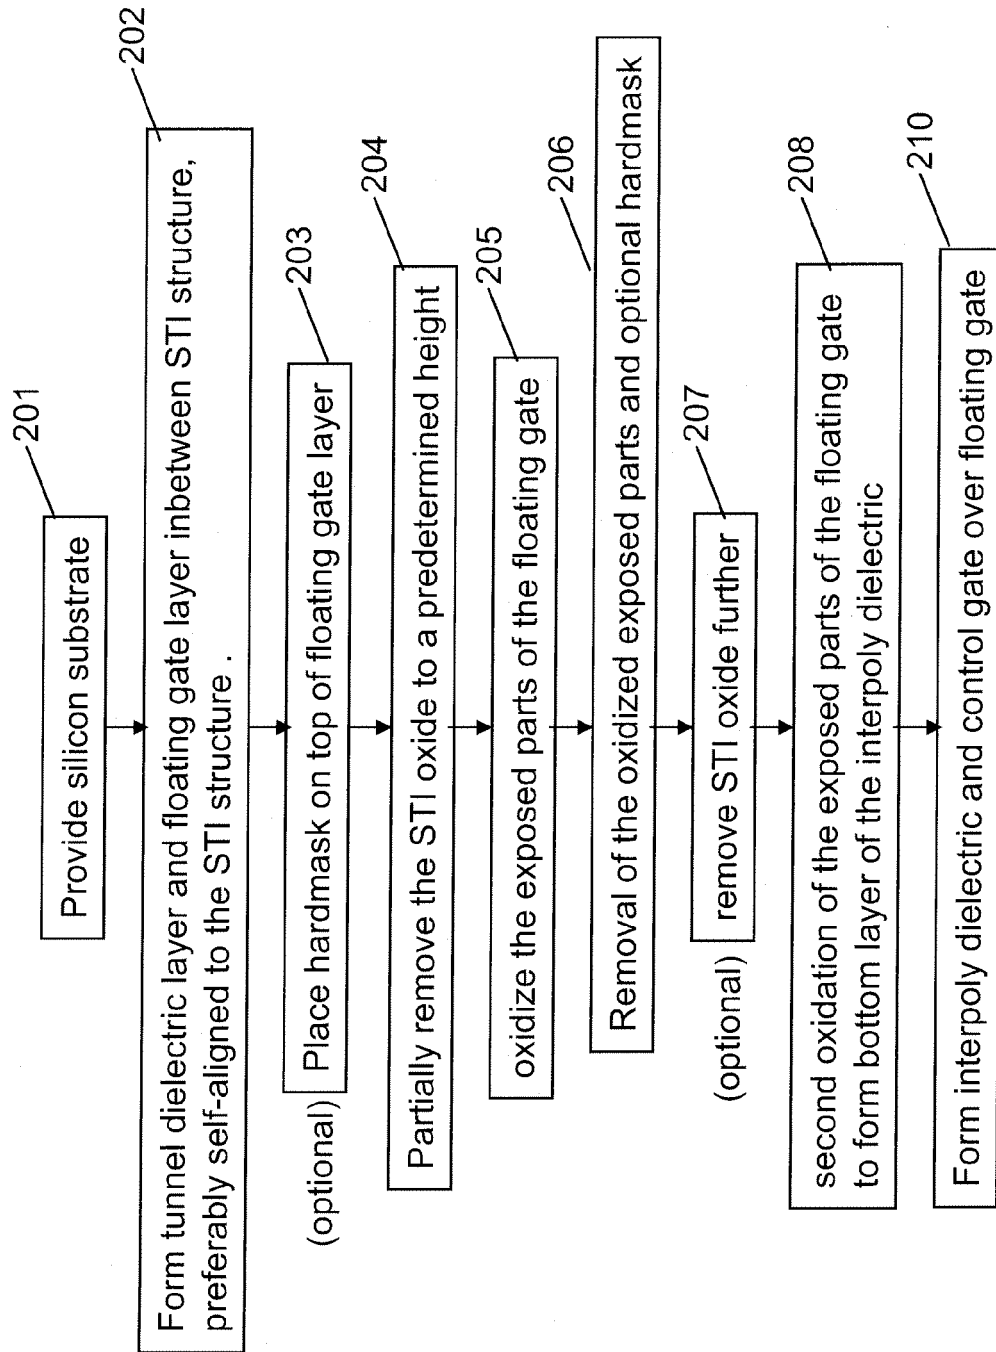 201
Provide silicon substrate
202
Form tunnel dielectric layer and floating gate layer inbetween STI structure,
preferably self-aligned to the STI structure .
203
(optional) Place hardmask on top of floating gate layer
204
Partially remove the STI oxide to a predetermined height
205
oxidize the exposed parts of the floating gate
206
Removal of the oxidized exposed parts and optional hardmask
207
(optional) remove STI oxide further
208
second oxidation of the exposed parts of the floating gate
to form bottom layer of the interpoly dielectric
210
Form interpoly dielectric and control gate over floating gate